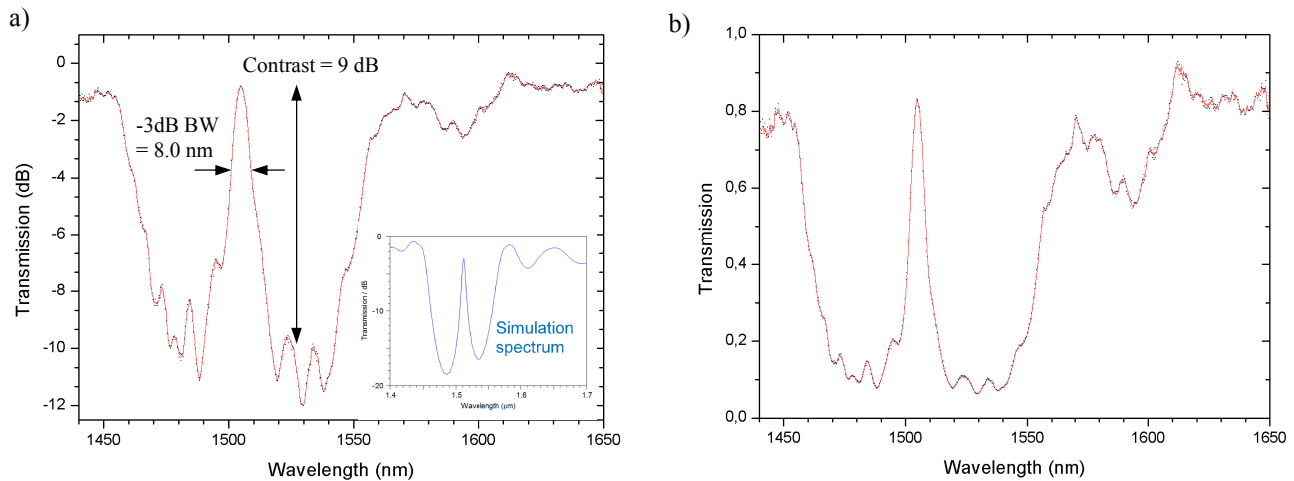 a)
Contrast = 9 dB
-3dB BW
= 8.0 nm
0
-2
-4
-6
-8
-10
-12
Transmission (dB)
1450
1500
1550
1600
1650
Wavelength (nm)
0
-10
-20
Transmission / dB
Simulation
spectrum
1.4
1.5
1.6
1.7
Wavelength (µm)
b)
1,0
0,8
0,6
0,4
0,2
0,0
Transmission
1450
1500
1550
1600
1650
Wavelength (nm)